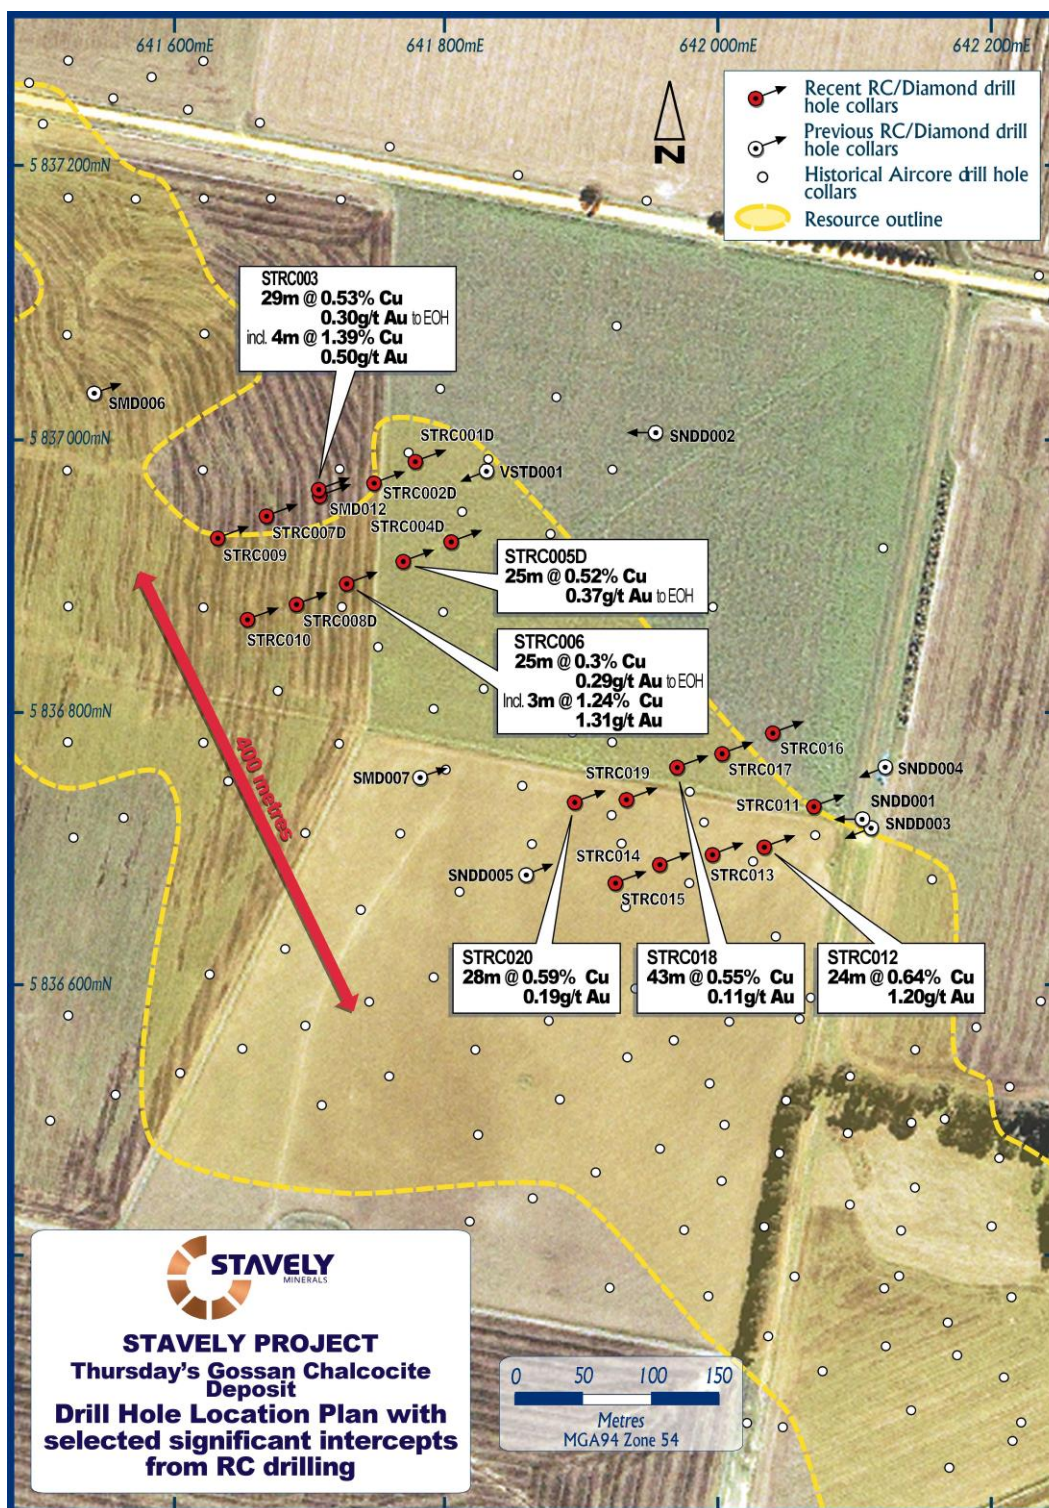 641 600mE
641 800mE
642 000mE
642 200mE
Recent RC/Diamond drill
hole collars
Previous RC/Diamond drill
hole collars
Historical Aircore drill hole
collars
Resource outline
N
5 837 200mN
STRC003
29m @ 0.53% Cu
0.30g/t Au to EOH
incl. 4m @ 1.39% Cu
0.50g/t Au
SMD006
5 837 000mN
STRC001D
SNDD002
VSTD001
STRC002D
SMD012
STRC007D
STRC004D
STRC009
STRC005D
25m @ 0.52% Cu
0.37g/t Au to EOH
STRC008D
STRC010
STRC006
25m @ 0.3% Cu
0.29g/t Au to EOH
Incl. 3m @ 1.24% Cu
1.31g/t Au
5 836 800mN
400 metres
STRC016
STRC017
SMD007
STRC019
SNDD004
STRC011
SNDD001
SNDD003
STRC014
STRC013
SNDD005
STRC015
STRC020
28m @ 0.59% Cu
0.19g/t Au
STRC018
43m @ 0.55% Cu
0.11g/t Au
STRC012
24m @ 0.64% Cu
1.20g/t Au
5 836 600mN
STAVELY
MINERALS
STAVELY PROJECT
Thursday's Gossan Chalcocite
Deposit
Drill Hole Location Plan with
selected significant intercepts
from RC drilling
0 50 100 150
Metres
MGA94 Zone 54